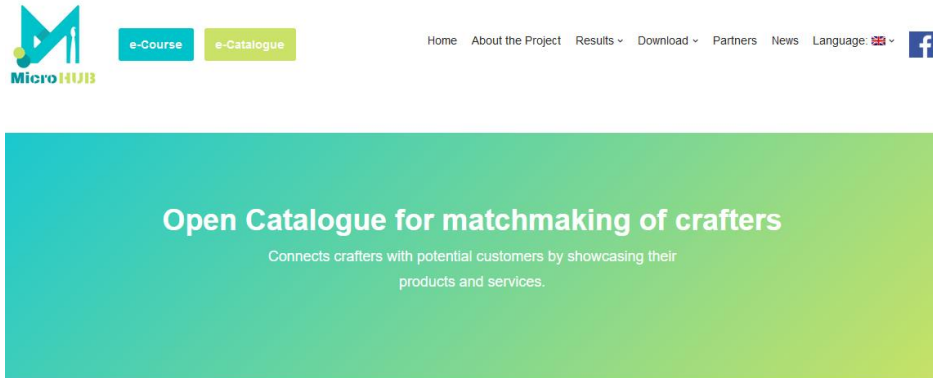 MicroHUB
e-Course
e-Catalogue
Home
About the Project
Results
Download
Partners
News
Language:
Open Catalogue for matchmaking of crafters
Connects crafters with potential customers by showcasing their
products and services.